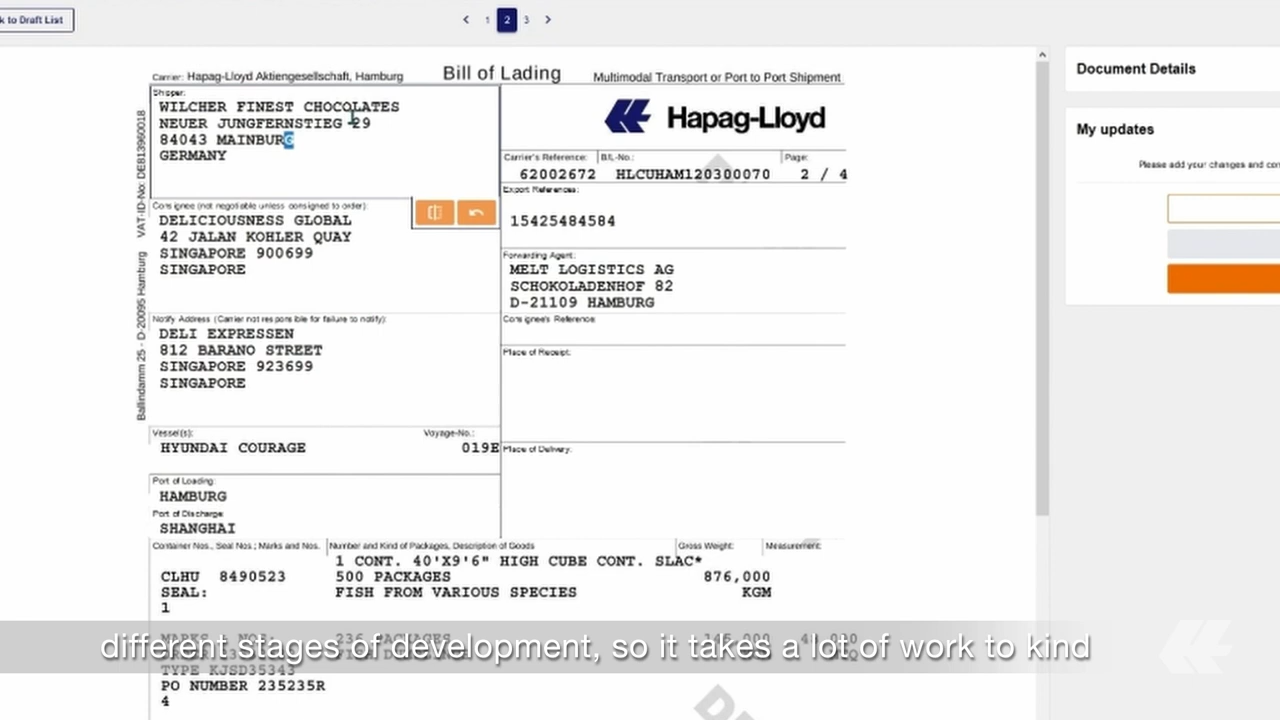 k to Draft List
1 2 3
Carrier: Hapag-Lloyd Aktiengesellschaft, Hamburg
Bill of Lading
Multimodal Transport or Port to Port Shipment
Shipper:
WILCHER FINEST CHOCOLATES
NEUER JUNGFERNSTIEG 29
84043 MAINBURG
GERMANY
Hapag-Lloyd
Carrier's Reference: B/L-No.: Page:
62002672 HLCUHAM120300070 2 / 4
Export References:
15425484584
Consignee (not negotiable unless consigned to order):
DELICIOUSNESS GLOBAL
42 JALAN KOHLER QUAY
SINGAPORE 900699
SINGAPORE
Forwarding Agent:
MELT LOGISTICS AG
SCHOKOLADENHOF 82
D-21109 HAMBURG
Notify Address (Carrier not responsible for failure to notify):
DELI EXPRESSEN
812 BARANO STREET
SINGAPORE 923699
SINGAPORE
Consignee's Reference:
Place of Receipt:
Vessel(s): Voyage-No.:
HYUNDAI COURAGE 019E
Place of Delivery:
Port of Loading:
HAMBURG
Port of Discharge:
SHANGHAI
Container Nos., Seal Nos.; Marks and Nos. Number and Kind of Packages, Description of Goods Gross Weight: Measurement:
1 CONT. 40'X9'6" HIGH CUBE CONT. SLAC*
CLHU 8490523 500 PACKAGES 876,000
SEAL: FISH FROM VARIOUS SPECIES KGM
1
TYPE KJSD35343
PO NUMBER 235235R
4
Ballindamm 25 - D-20095 Hamburg VAT-ID-No: DE813960018
Document Details
My updates
Please add your changes and con
different stages of development, so it takes a lot of work to kind